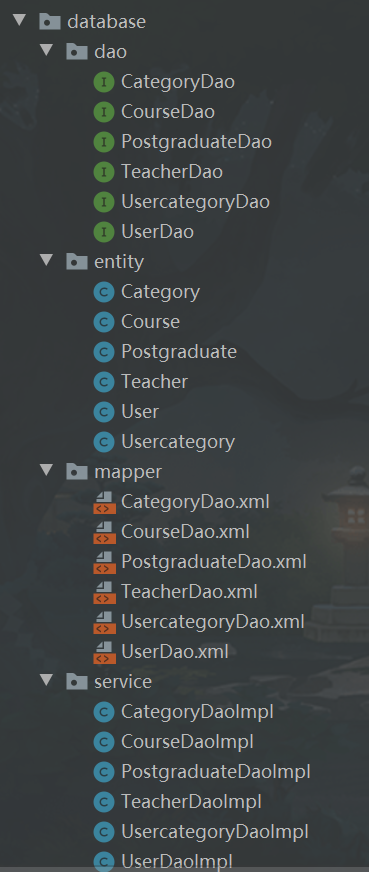 database
dao
CategoryDao
CourseDao
PostgraduateDao
TeacherDao
UsercategoryDao
UserDao
entity
Category
Course
Postgraduate
Teacher
User
Usercategory
mapper
CategoryDao.xml
CourseDao.xml
PostgraduateDao.xml
TeacherDao.xml
UsercategoryDao.xml
UserDao.xml
service
CategoryDaoImpl
CourseDaoImpl
PostgraduateDaoImpl
TeacherDaoImpl
UsercategoryDaoImpl
UserDaoImpl